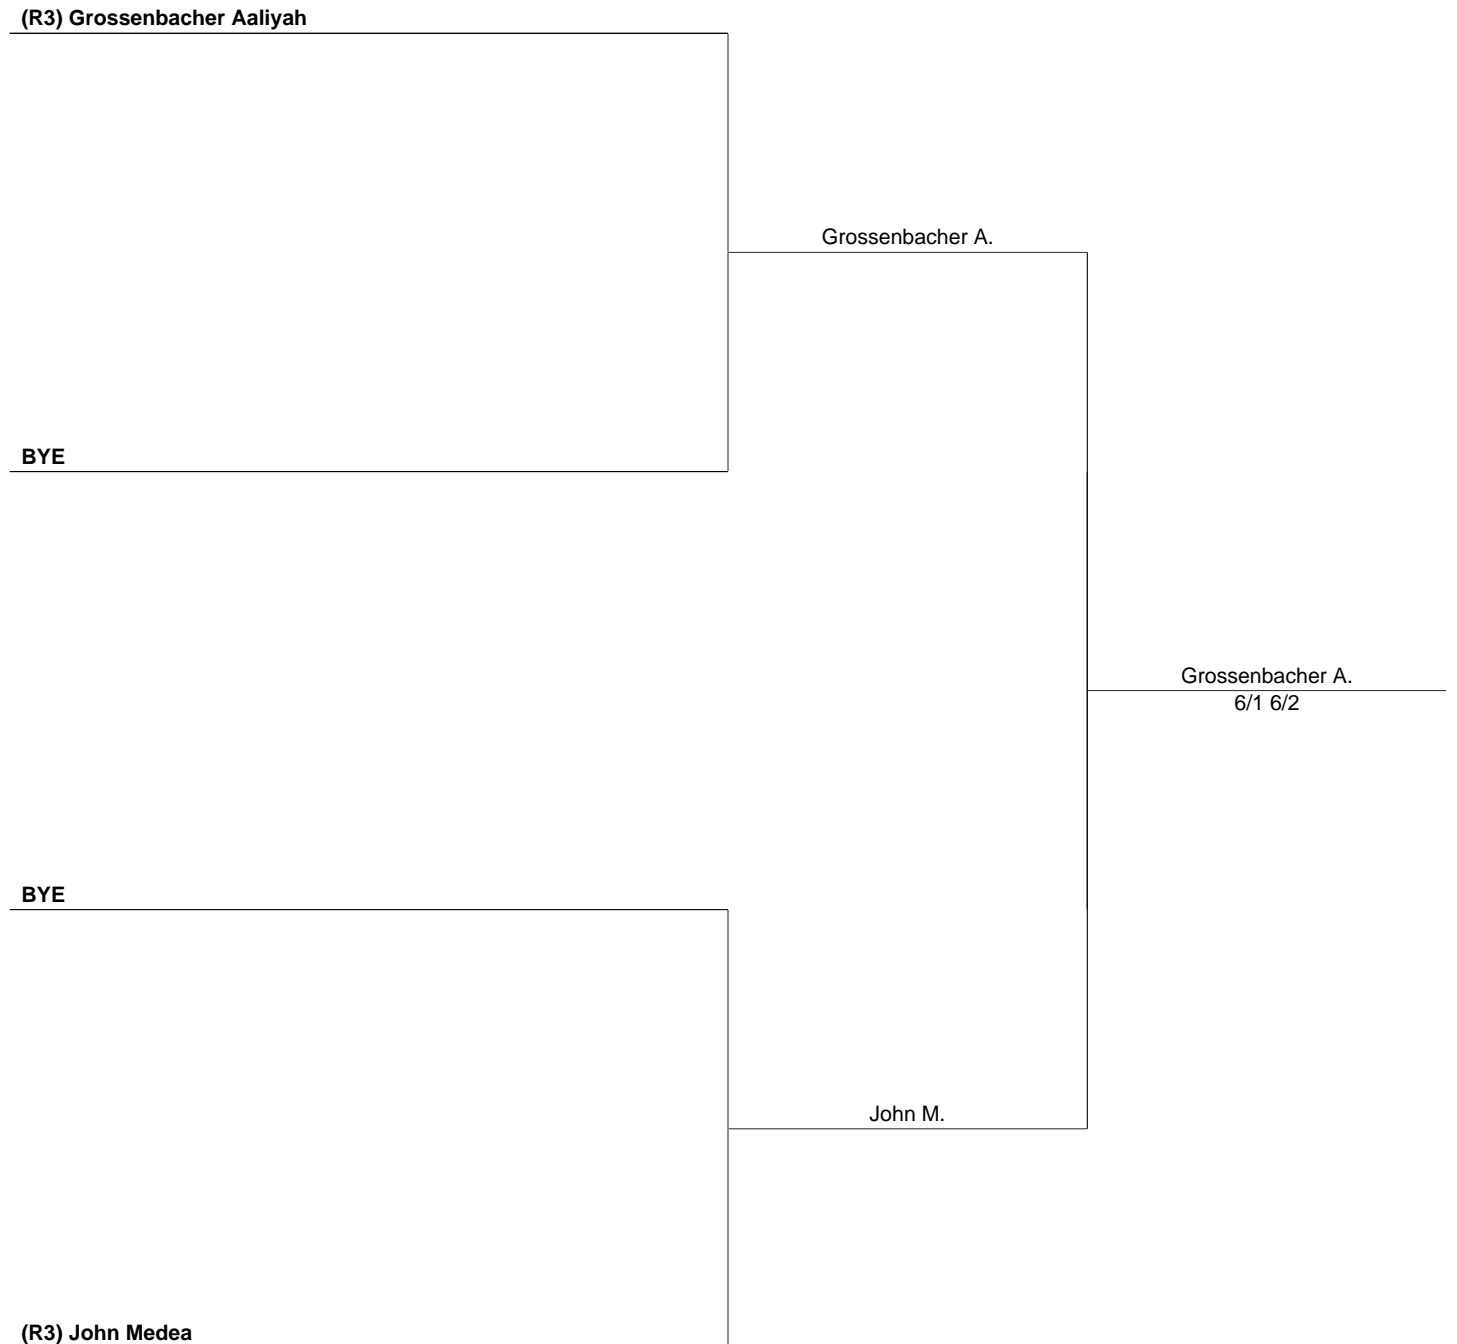 (R3) Grossenbacher Aaliyah
Grossenbacher A.
BYE
Grossenbacher A.
6/1 6/2
BYE
John M.
(R3) John Medea